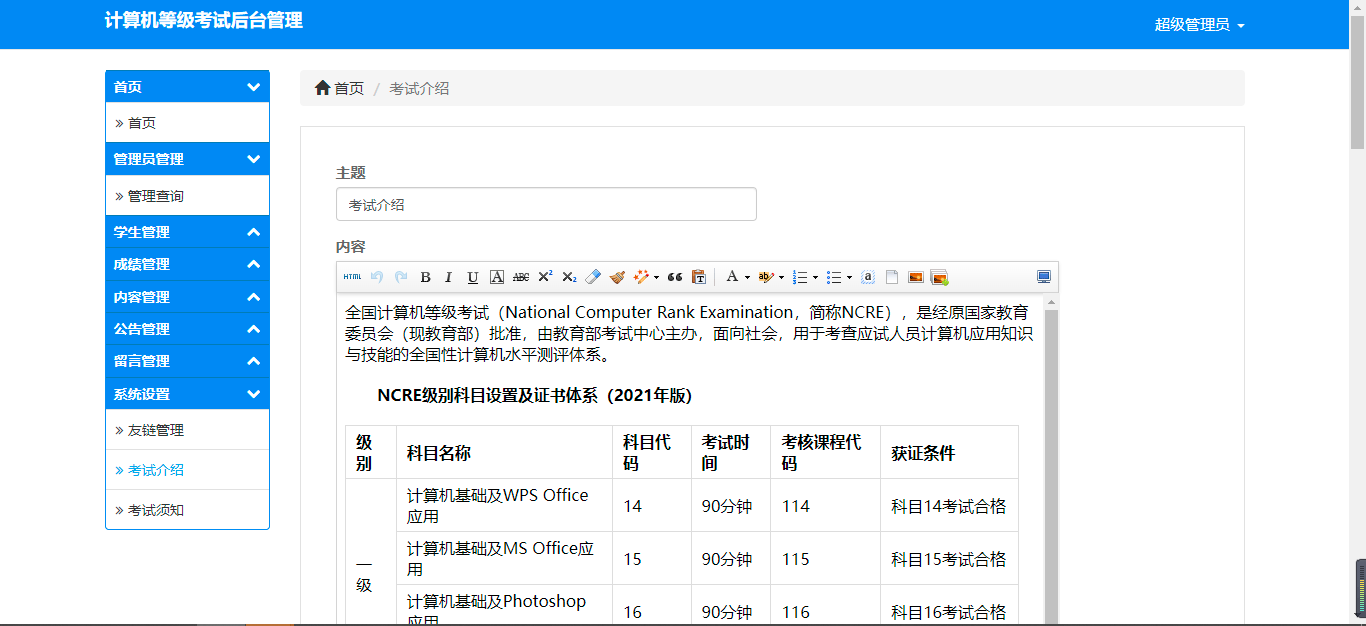 计算机等级考试后台管理
超级管理员
首页
» 首页
管理员管理
» 管理查询
学生管理
成绩管理
内容管理
公告管理
留言管理
系统设置
» 友链管理
» 考试介绍
» 考试须知
首页 / 考试介绍
主题
考试介绍
内容
HTML B I U A ABC X² X₂ T A ab a
全国计算机等级考试（National Computer Rank Examination，简称NCRE），是经原国家教育
委员会（现教育部）批准，由教育部考试中心主办，面向社会，用于考查应试人员计算机应用知识
与技能的全国性计算机水平测评体系。
NCRE级别科目设置及证书体系（2021年版）
级
别
科目名称
科目代
码
考试时
间
考核课程代
码
获证条件
一
级
计算机基础及WPS Office
应用
14
90分钟
114
科目14考试合格
计算机基础及MS Office应
用
15
90分钟
115
科目15考试合格
计算机基础及Photoshop
应用
16
90分钟
116
科目16考试合格